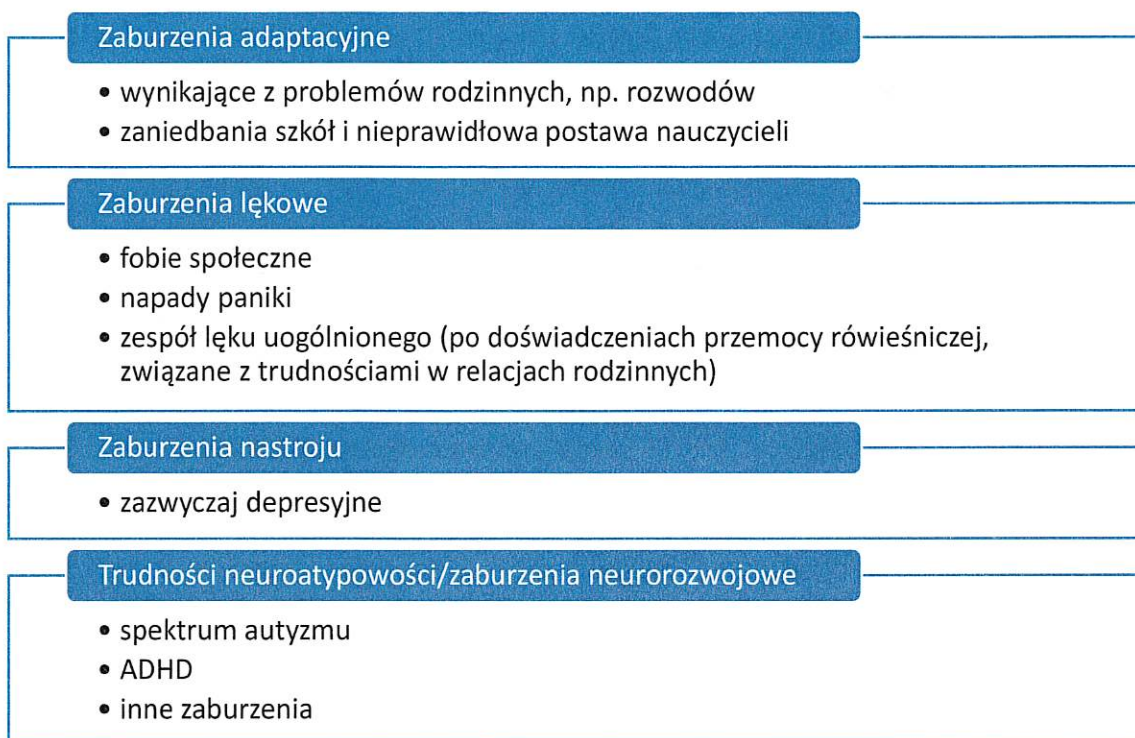 Zaburzenia adaptacyjne
• wynikające z problemów rodzinnych, np. rozwodów
• zaniedbania szkół i nieprawidłowa postawa nauczycieli
Zaburzenia lękowe
• fobie społeczne
• napady paniki
• zespół lęku uogólnionego (po doświadczeniach przemocy rówieśniczej,
związane z trudnościami w relacjach rodzinnych)
Zaburzenia nastroju
• zazwyczaj depresyjne
Trudności neuroatypowości/zaburzenia neurorozwojowe
• spektrum autyzmu
• ADHD
• inne zaburzenia